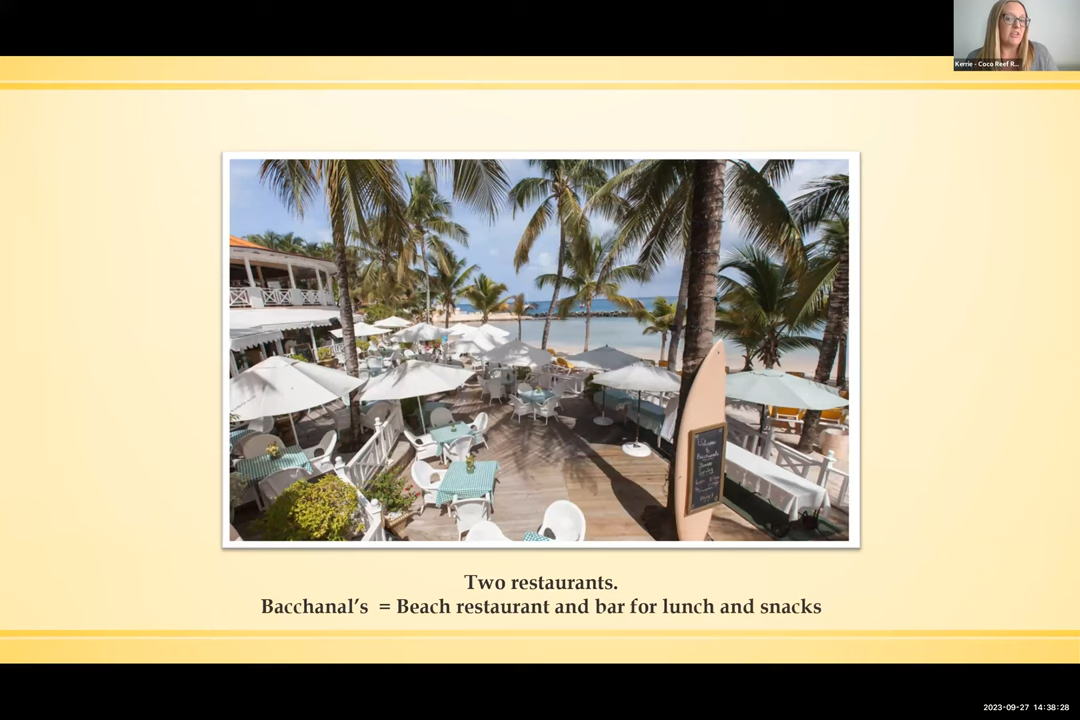 Kerrie - Coco Reef R...
Two restaurants.
Bacchanal's = Beach restaurant and bar for lunch and snacks
2023-09-27 14:38:28